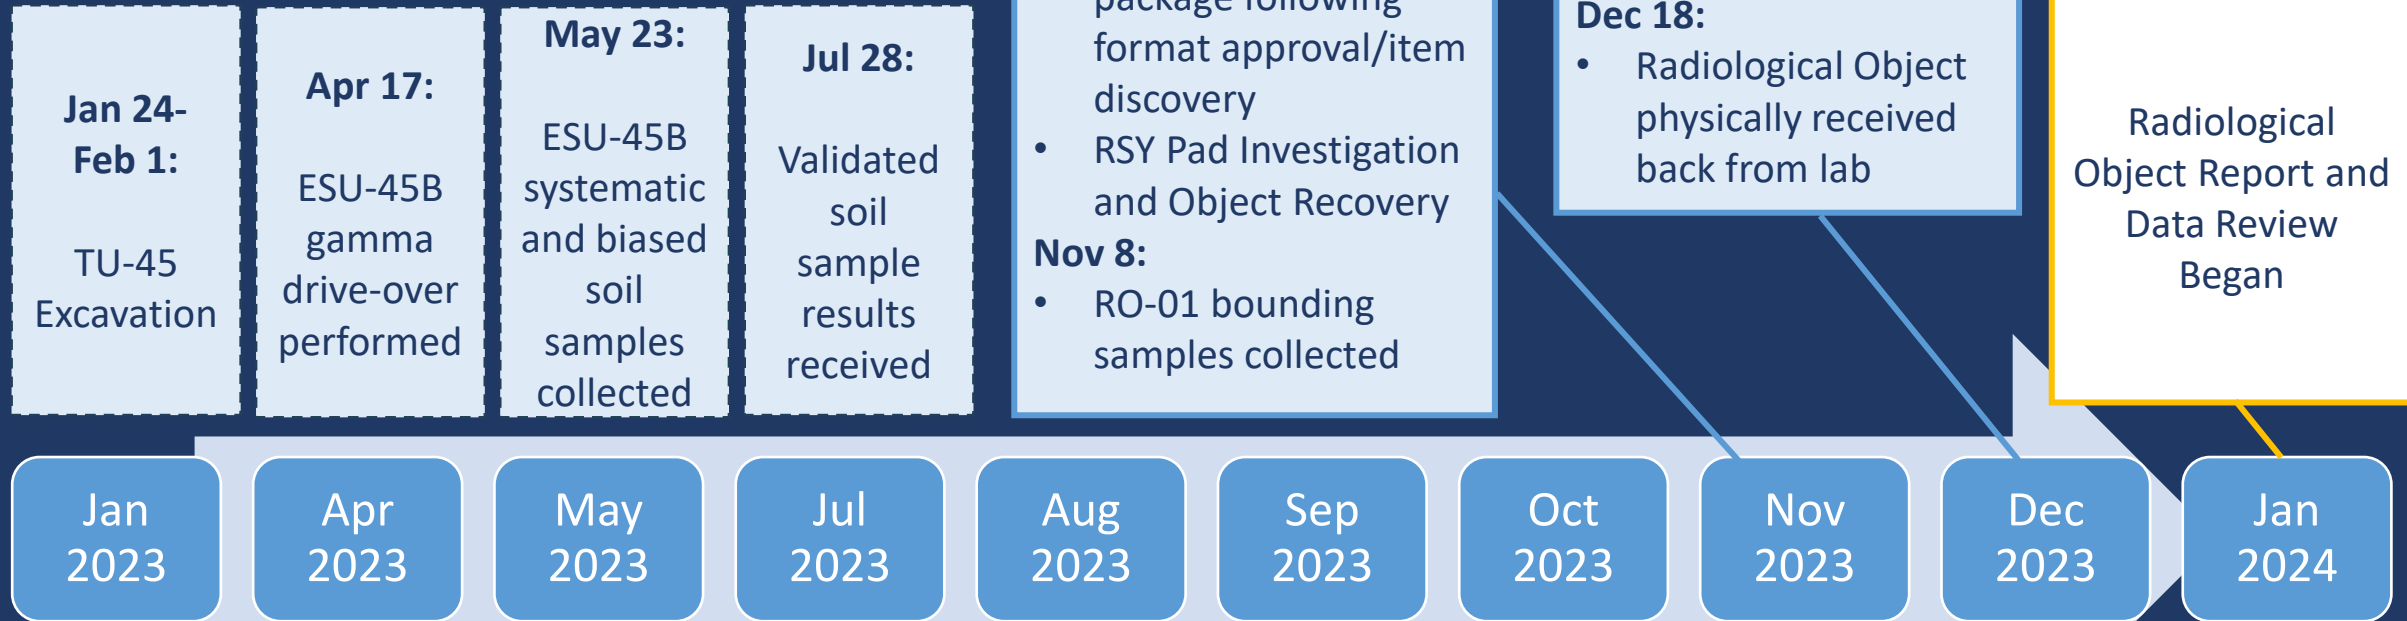 Jan 24-
Feb 1:
TU-45
Excavation
Apr 17:
ESU-45B
gamma
drive-over
performed
May 23:
ESU-45B
systematic
and biased
soil
samples
collected
Jul 28:
Validated
soil
sample
results
received
package following
format approval/item
discovery
• RSY Pad Investigation
and Object Recovery
Nov 8:
• RO-01 bounding
samples collected
Dec 18:
• Radiological Object
physically received
back from lab
Radiological
Object Report and
Data Review
Began
Jan
2023
Apr
2023
May
2023
Jul
2023
Aug
2023
Sep
2023
Oct
2023
Nov
2023
Dec
2023
Jan
2024